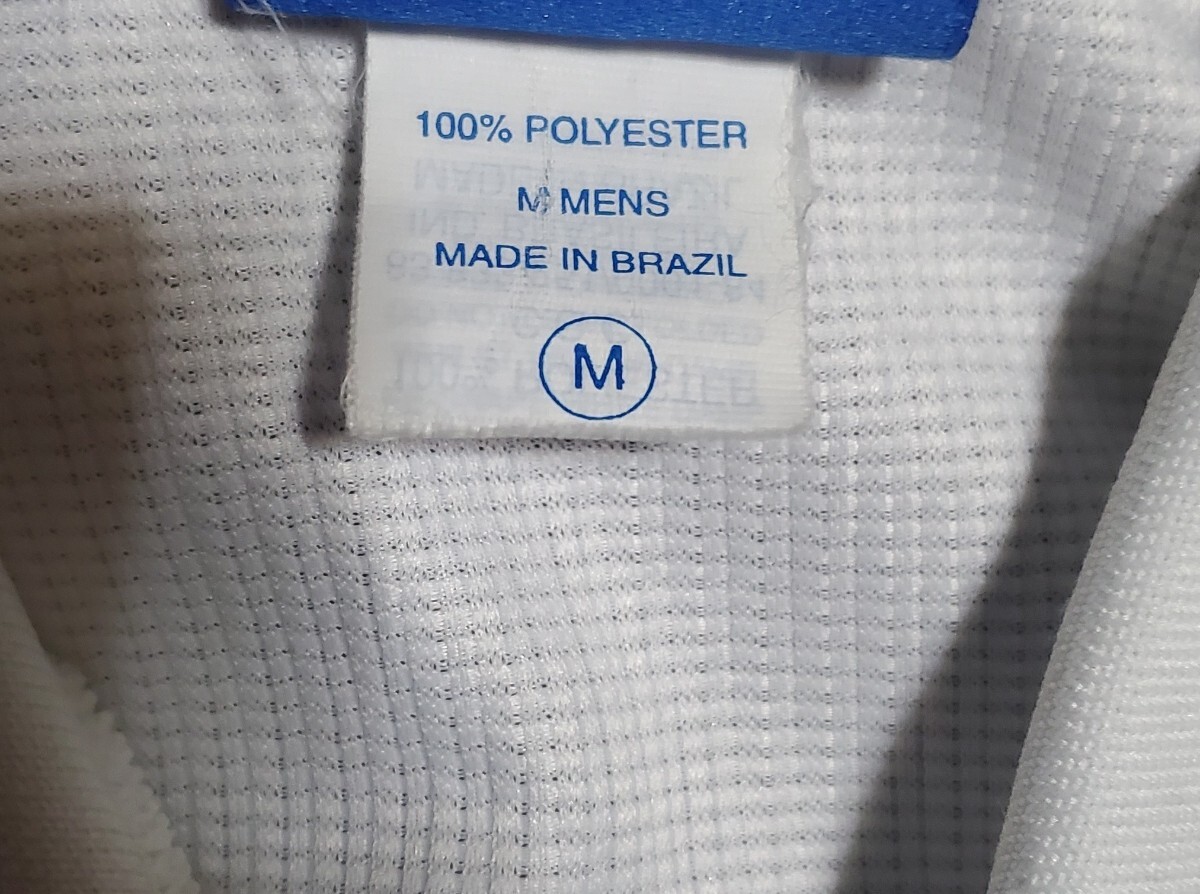 100% POLYESTER
M MENS
MADE IN BRAZIL
M